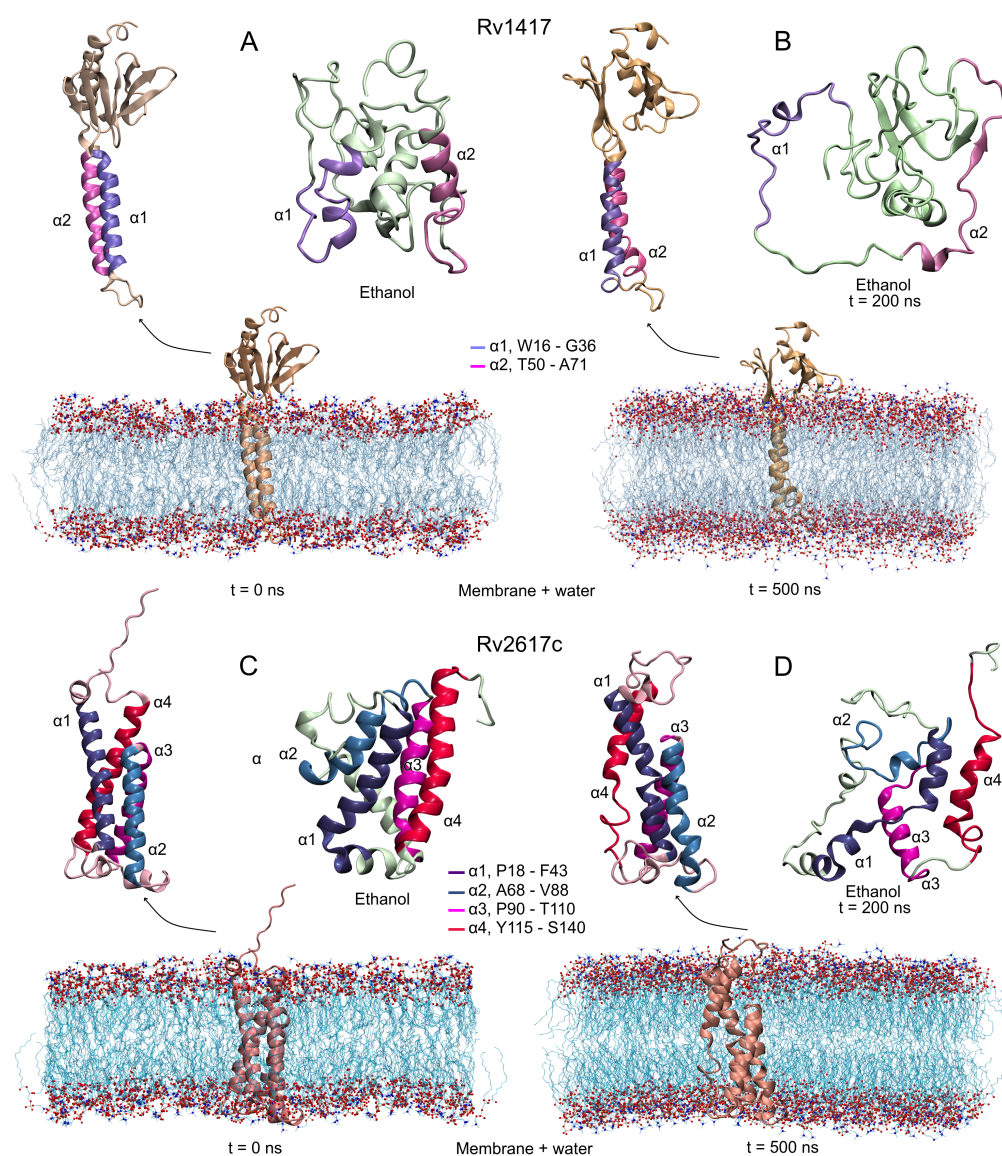 Rv1417
A
B
α2
α1
α1
α2
Ethanol
α1
α2
α1
α2
Ethanol
t = 200 ns
α1, W16 - G36
α2, T50 - A71
t = 0 ns
Membrane + water
t = 500 ns
Rv2617c
C
D
α1
α4
α3
α2
α
α2
α3
α1
α4
Ethanol
α1
α3
α4
α2
α2
α4
α1
α3
α3
Ethanol
t = 200 ns
α1, P18 - F43
α2, A68 - V88
α3, P90 - T110
α4, Y115 - S140
t = 0 ns
Membrane + water
t = 500 ns